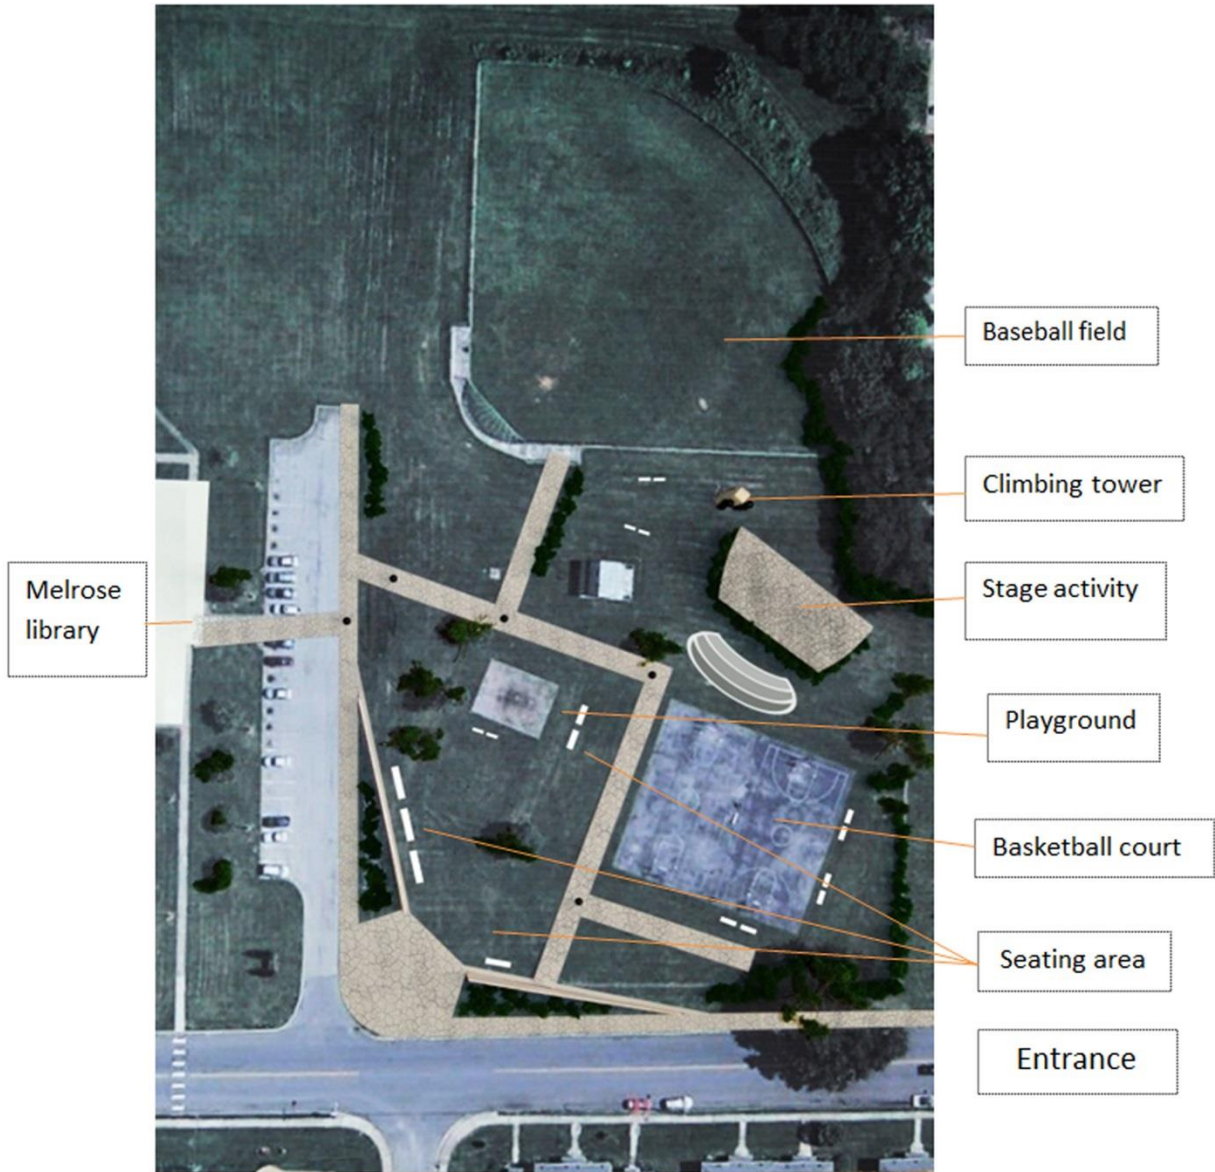 Baseball field
Climbing tower
Melrose
library
Stage activity
Playground
Basketball court
Seating area
Entrance